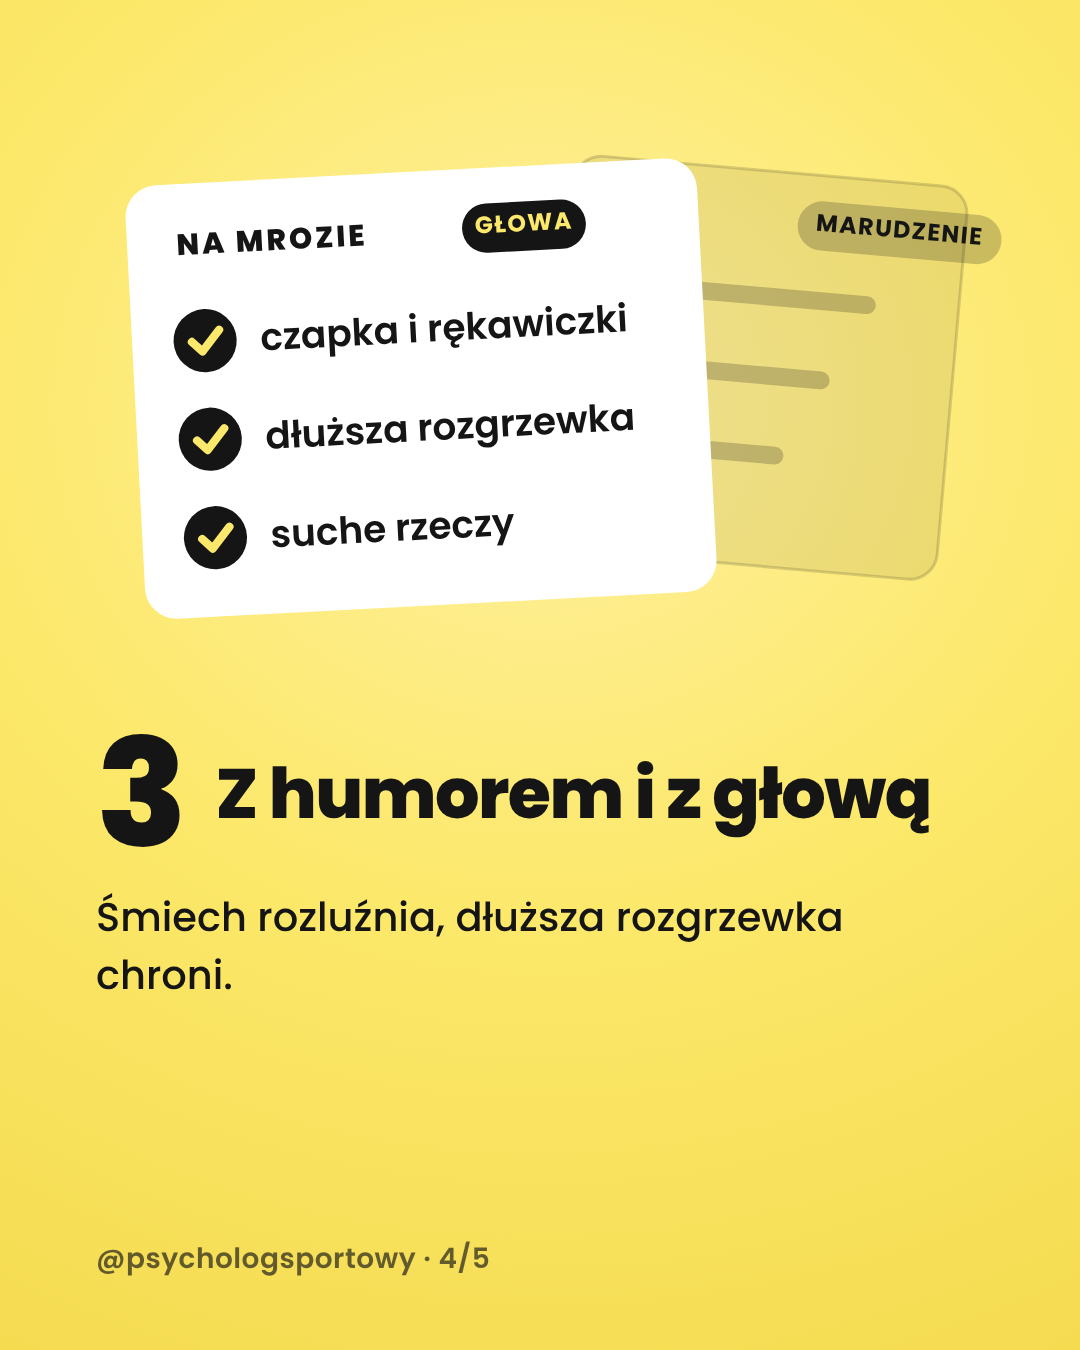 NA MROZIE
GŁOWA
czapka i rękawiczki
dłuższa rozgrzewka
suche rzeczy
MARUDZENIE
3 Z humorem i z głową
Śmiech rozluźnia, dłuższa rozgrzewka
chroni.
@psychologsportowy · 4/5